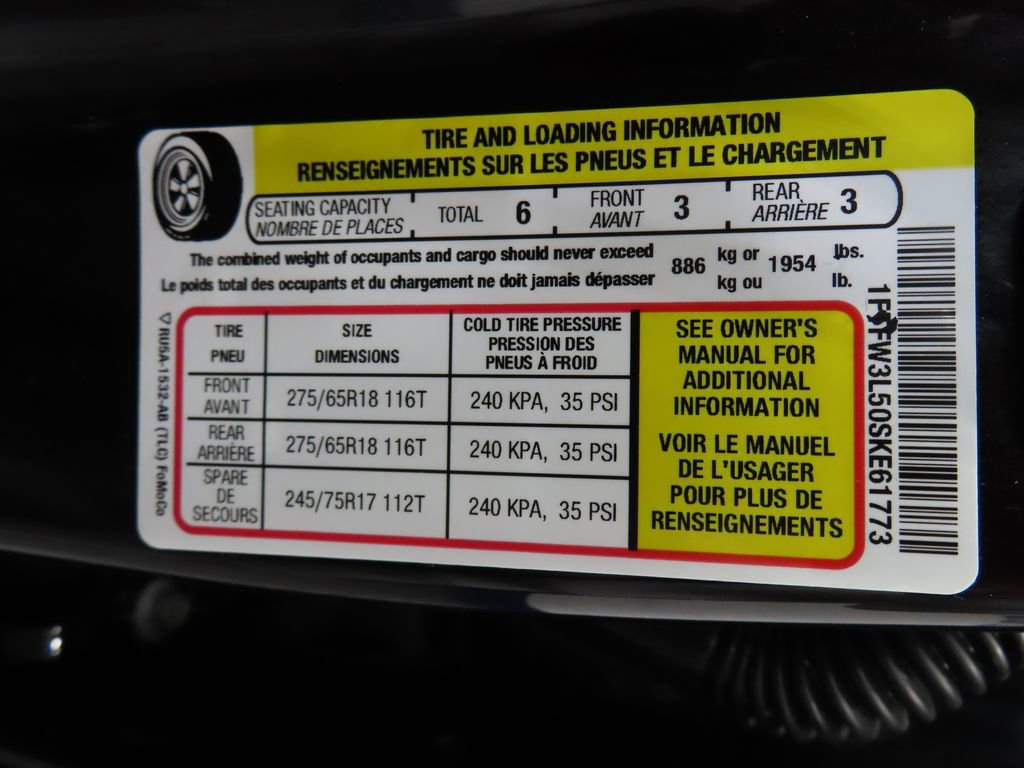 TIRE AND LOADING INFORMATION
RENSEIGNEMENTS SUR LES PNEUS ET LE CHARGEMENT
SEATING CAPACITY
NOMBRE DE PLACES
TOTAL 6
FRONT
AVANT
3
REAR
ARRIÈRE
3
The combined weight of occupants and cargo should never exceed
Le poids total des occupants et du chargement ne doit jamais dépasser
886
kg or
kg ou
1954
lbs.
lb.
TIRE
PNEU
SIZE
DIMENSIONS
COLD TIRE PRESSURE
PRESSION DES
PNEUS À FROID
FRONT
AVANT
275/65R18 116T
240 KPA, 35 PSI
REAR
ARRIÈRE
275/65R18 116T
240 KPA, 35 PSI
SPARE
DE
SECOURS
245/75R17 112T
240 KPA, 35 PSI
SEE OWNER'S
MANUAL FOR
ADDITIONAL
INFORMATION
VOIR LE MANUEL
DE L'USAGER
POUR PLUS DE
RENSEIGNEMENTS
RU5A-1532-AB (TLC) FoMoCo